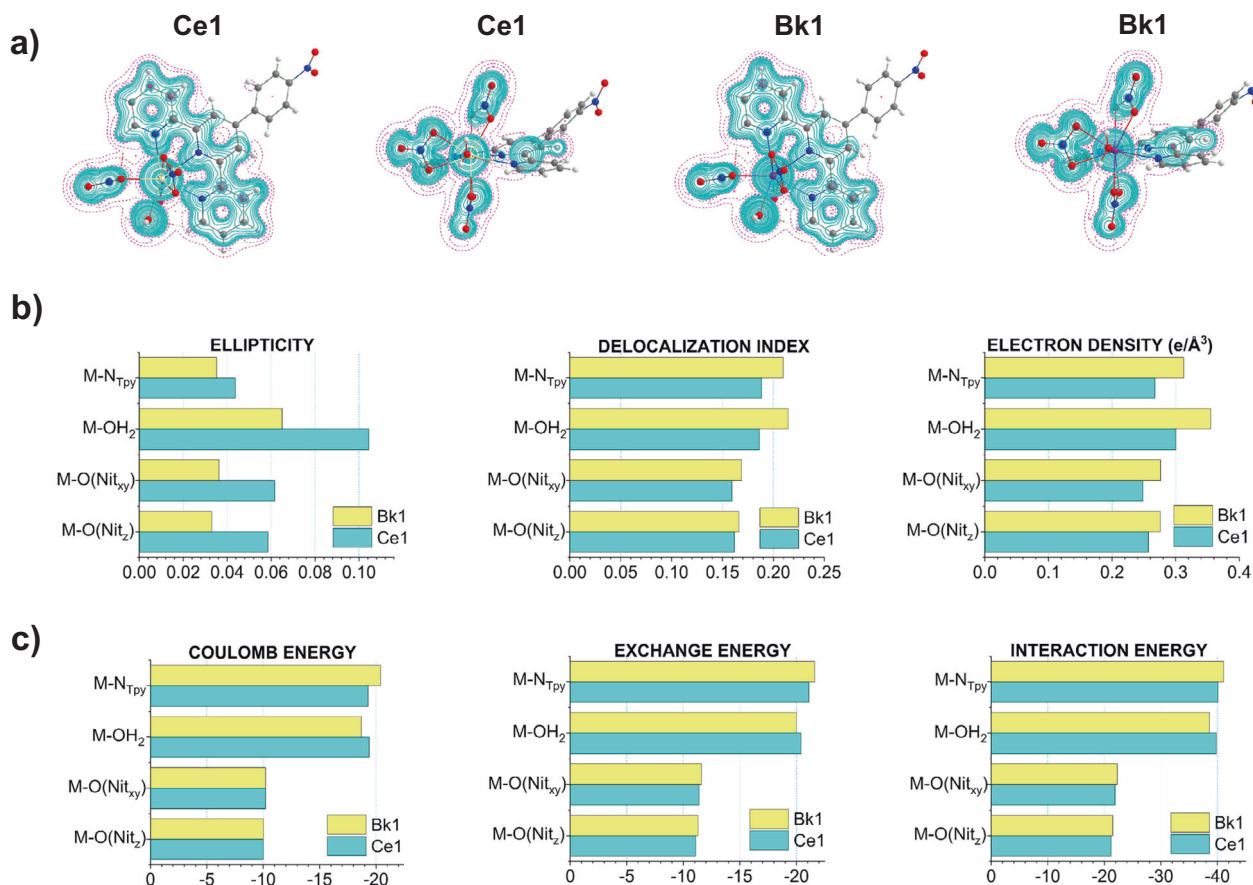 a)
Ce1 Ce1 Bk1 Bk1
b)
ELLIPTICITY
M-N_Tpy
M-OH₂
M-O(Nit_xy)
M-O(Nit_z)
Bk1
Ce1
0.00 0.02 0.04 0.06 0.08 0.10
DELOCALIZATION INDEX
M-N_Tpy
M-OH₂
M-O(Nit_xy)
M-O(Nit_z)
Bk1
Ce1
0.00 0.05 0.10 0.15 0.20 0.25
ELECTRON DENSITY (e/Å³)
M-N_Tpy
M-OH₂
M-O(Nit_xy)
M-O(Nit_z)
Bk1
Ce1
0.0 0.1 0.2 0.3 0.4
c)
COULOMB ENERGY
M-N_Tpy
M-OH₂
M-O(Nit_xy)
M-O(Nit_z)
Bk1
Ce1
0 -5 -10 -15 -20
EXCHANGE ENERGY
M-N_Tpy
M-OH₂
M-O(Nit_xy)
M-O(Nit_z)
Bk1
Ce1
0 -5 -10 -15 -20
INTERACTION ENERGY
M-N_Tpy
M-OH₂
M-O(Nit_xy)
M-O(Nit_z)
Bk1
Ce1
0 -10 -20 -30 -40